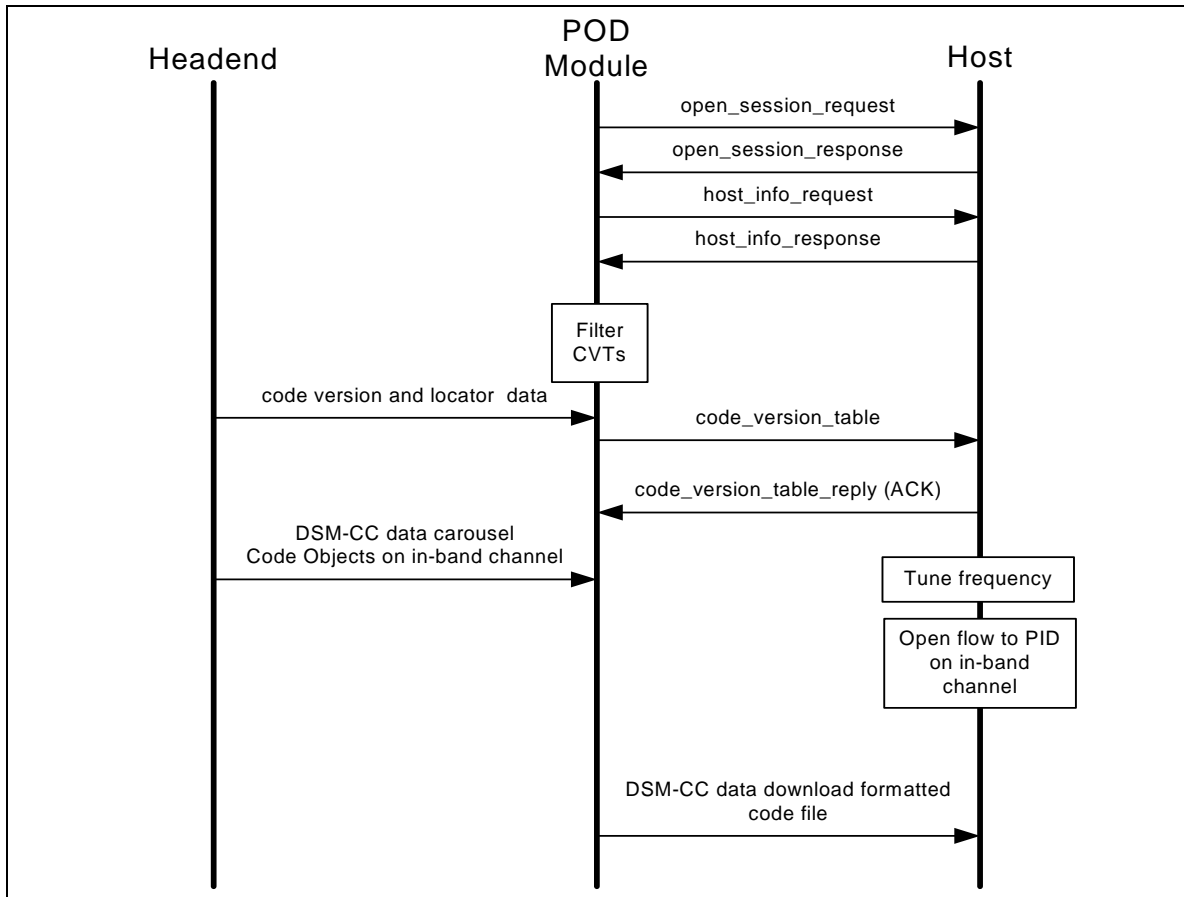 Headend
POD
Module
Host
open_session_request
open_session_response
host_info_request
host_info_response
Filter
CVTs
code version and locator data
code_version_table
code_version_table_reply (ACK)
DSM-CC data carousel
Code Objects on in-band channel
Tune frequency
Open flow to PID
on in-band
channel
DSM-CC data download formatted
code file